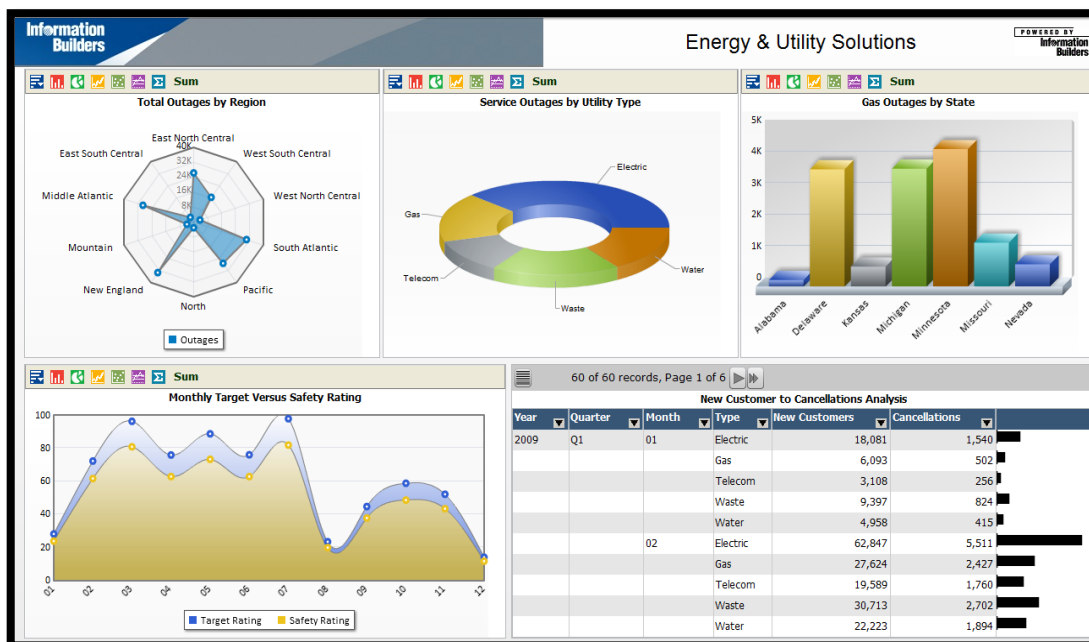 Information
Builders
Energy & Utility Solutions
POWERED BY
Information
Builders
Sum
Total Outages by Region
East North Central
40K
32K
24K
16K
8K
East South Central
West South Central
Middle Atlantic
West North Central
Mountain
South Atlantic
New England
Pacific
North
Outages
Sum
Service Outages by Utility Type
Electric
Gas
Telecom
Water
Waste
Sum
Gas Outages by State
5K
4K
3K
2K
1K
0
Alabama
Delaware
Kansas
Michigan
Minnesota
Missouri
Nevada
Sum
Monthly Target Versus Safety Rating
100
80
60
40
20
0
01 02 03 04 05 06 07 08 09 10 11 12
Target Rating Safety Rating
60 of 60 records, Page 1 of 6
New Customer to Cancellations Analysis
Year Quarter Month Type New Customers Cancellations
2009 Q1 01 Electric 18,081 1,540
Gas 6,093 502
Telecom 3,108 256
Waste 9,397 824
Water 4,958 415
02 Electric 62,847 5,511
Gas 27,624 2,427
Telecom 19,589 1,760
Waste 30,713 2,702
Water 22,223 1,894